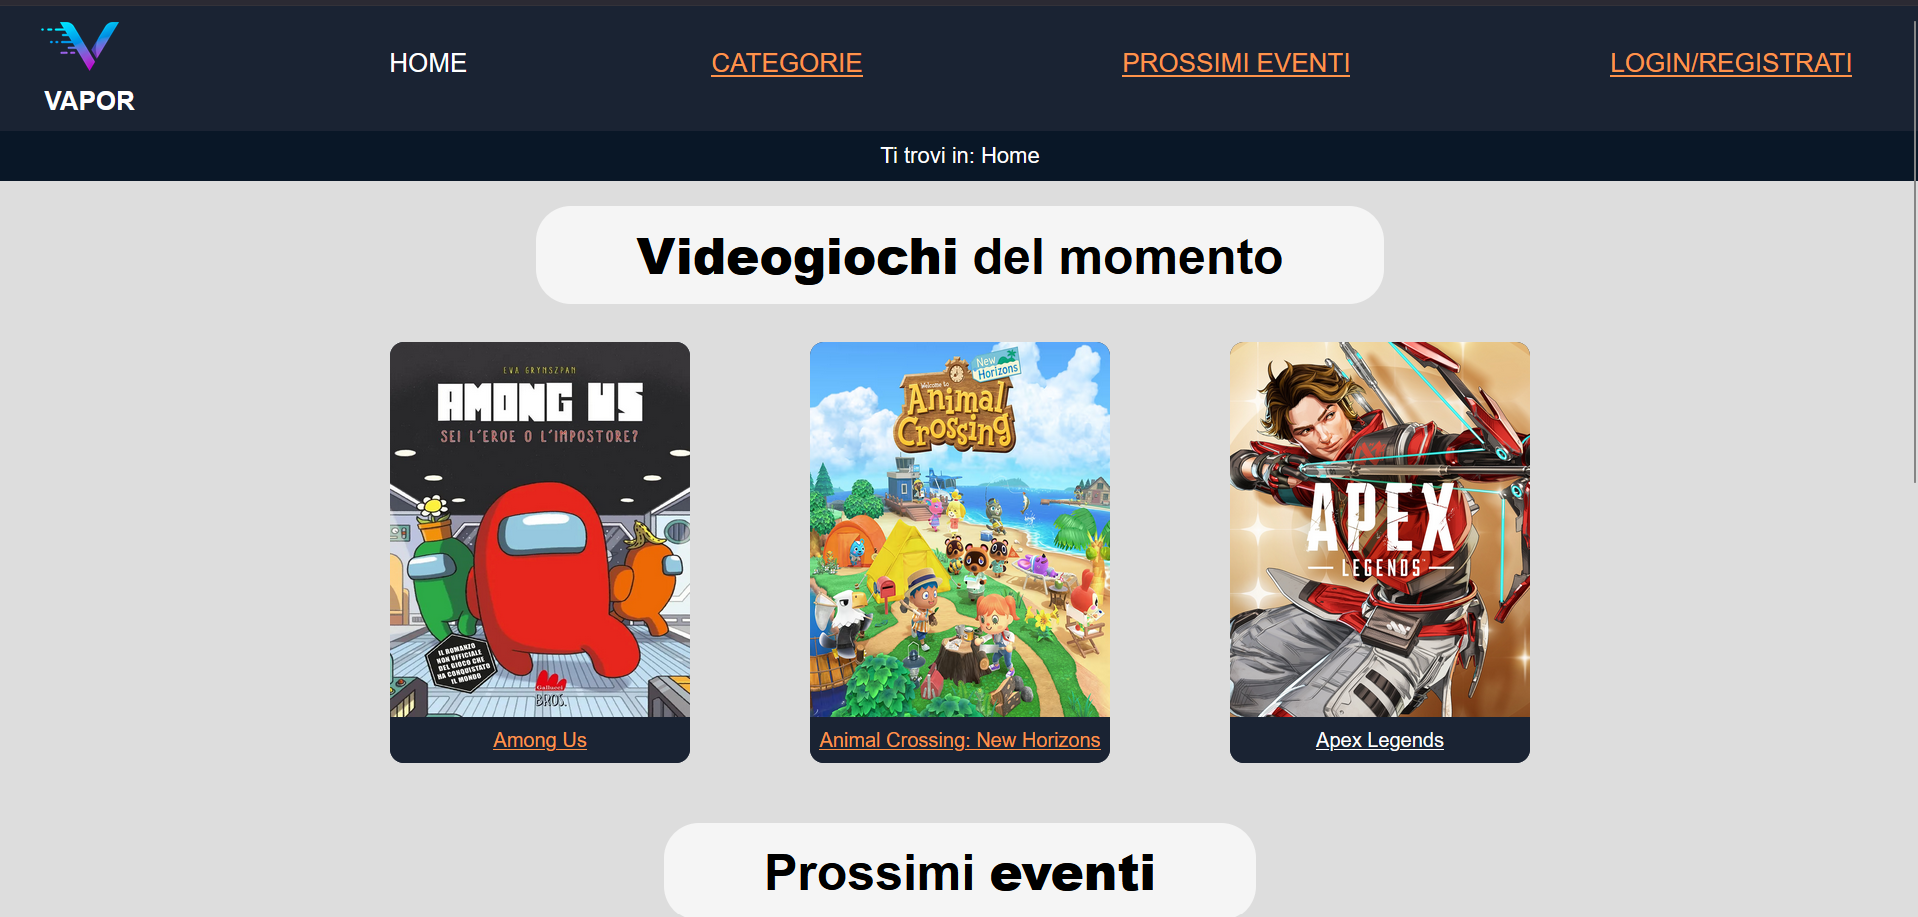 VAPOR
HOME
CATEGORIE
PROSSIMI EVENTI
LOGIN/REGISTRATI
Ti trovi in: Home
Videogiochi del momento
EVA GRYNSZPAN
AMONG US
SEI L'EROE O L'IMPOSTORE?
IL ROMANZO
NON UFFICIALE
DEL GIOCO CHE
HA CONQUISTATO
IL MONDO
Gallucci
BROS.
Among Us
New
Horizons
Welcome to
Animal
Crossing
Animal Crossing: New Horizons
APEX
LEGENDS
Apex Legends
Prossimi eventi